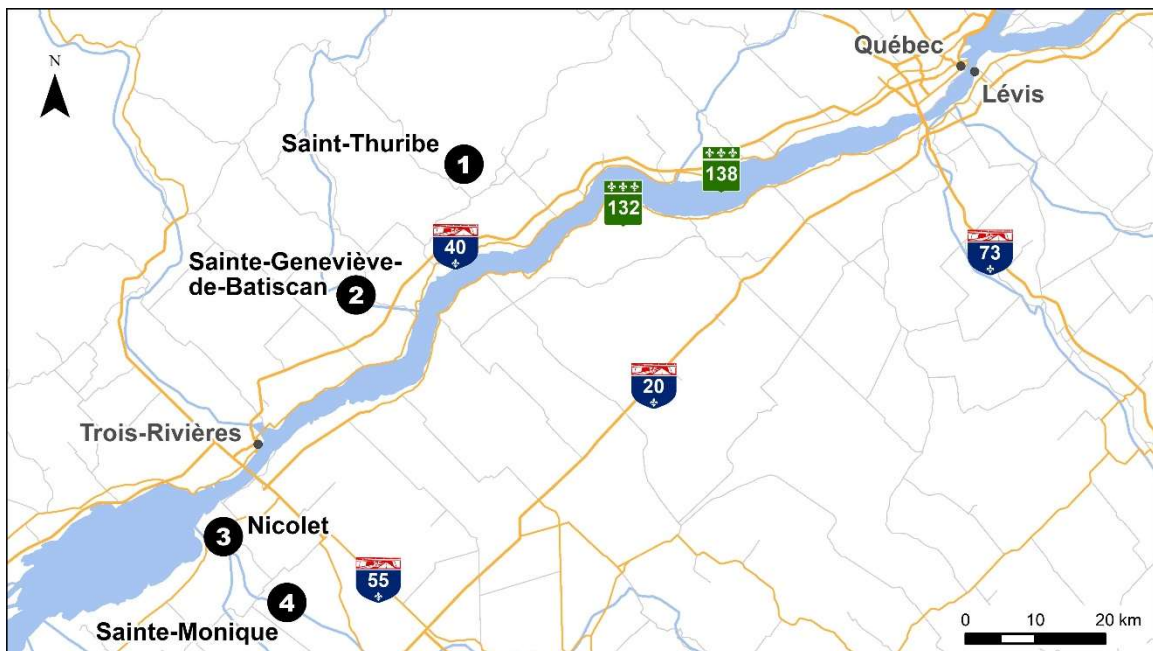 Québec
N
Lévis
Saint-Thuribe
1
138
132
40
73
Sainte-Geneviève-
de-Batiscan
2
20
Trois-Rivières
3
Nicolet
55
4
Sainte-Monique
0 10 20 km